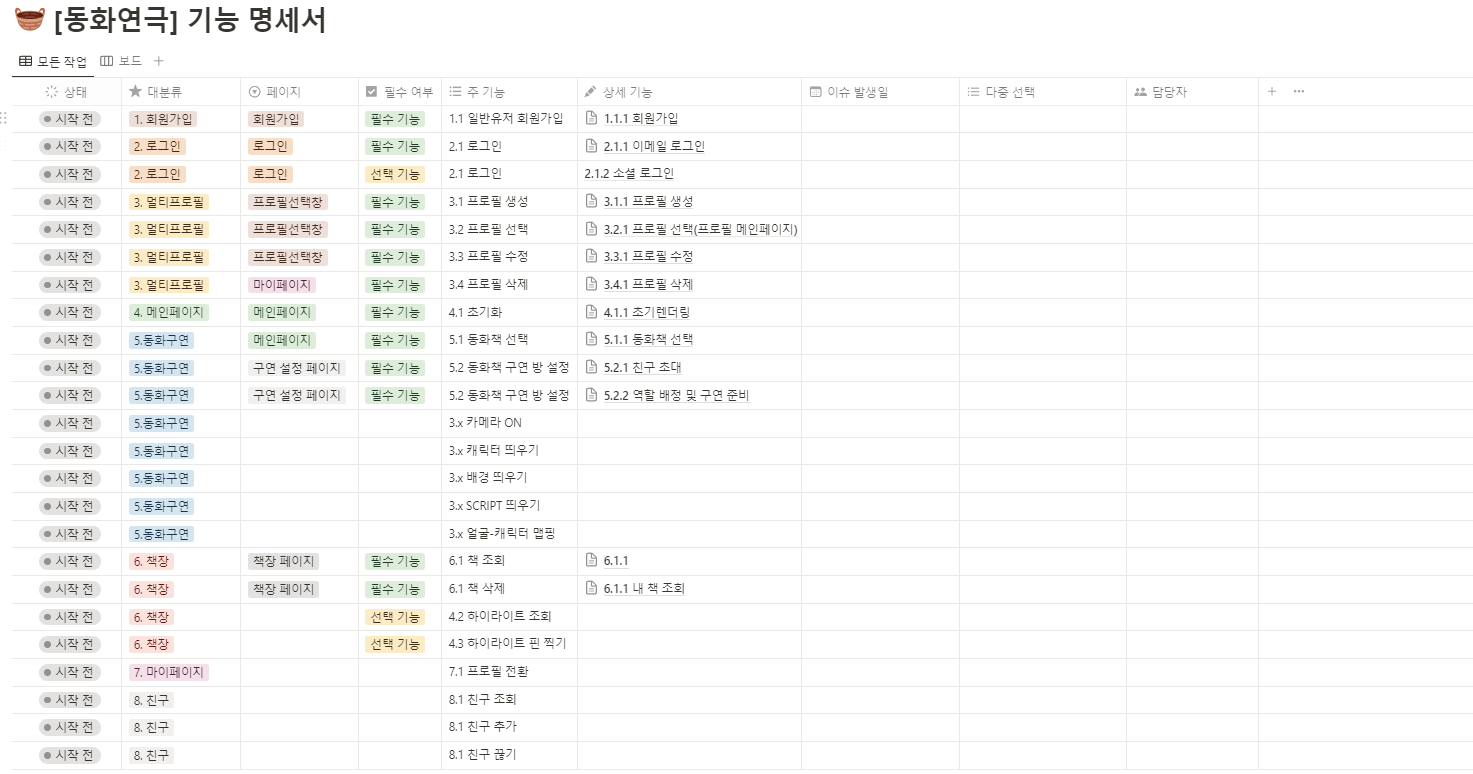 [동화연극] 기능 명세서
모든 작업 보드
상태 대분류 페이지 필수 여부 주 기능 상세 기능 이슈 발생일 다중 선택 담당자
시작 전 1. 회원가입 회원가입 필수 기능 1.1 일반유저 회원가입 1.1.1 회원가입
시작 전 2. 로그인 로그인 필수 기능 2.1 로그인 2.1.1 이메일 로그인
시작 전 2. 로그인 로그인 선택 기능 2.1 로그인 2.1.2 소셜 로그인
시작 전 3. 멀티프로필 프로필선택창 필수 기능 3.1 프로필 생성 3.1.1 프로필 생성
시작 전 3. 멀티프로필 프로필선택창 필수 기능 3.2 프로필 선택 3.2.1 프로필 선택(프로필 메인페이지)
시작 전 3. 멀티프로필 프로필선택창 필수 기능 3.3 프로필 수정 3.3.1 프로필 수정
시작 전 3. 멀티프로필 마이페이지 필수 기능 3.4 프로필 삭제 3.4.1 프로필 삭제
시작 전 4. 메인페이지 메인페이지 필수 기능 4.1 초기화 4.1.1 초기렌더링
시작 전 5.동화구연 메인페이지 필수 기능 5.1 동화책 선택 5.1.1 동화책 선택
시작 전 5.동화구연 구연 설정 페이지 필수 기능 5.2 동화책 구연 방 설정 5.2.1 친구 초대
시작 전 5.동화구연 구연 설정 페이지 필수 기능 5.2 동화책 구연 방 설정 5.2.2 역할 배정 및 구연 준비
시작 전 5.동화구연 3.x 카메라 ON
시작 전 5.동화구연 3.x 캐릭터 띄우기
시작 전 5.동화구연 3.x 배경 띄우기
시작 전 5.동화구연 3.x SCRIPT 띄우기
시작 전 5.동화구연 3.x 얼굴-캐릭터 맵핑
시작 전 6. 책장 책장 페이지 필수 기능 6.1 책 조회 6.1.1
시작 전 6. 책장 책장 페이지 필수 기능 6.1 책 삭제 6.1.1 내 책 조회
시작 전 6. 책장 선택 기능 4.2 하이라이트 조회
시작 전 6. 책장 선택 기능 4.3 하이라이트 핀 찍기
시작 전 7. 마이페이지 7.1 프로필 전환
시작 전 8. 친구 8.1 친구 조회
시작 전 8. 친구 8.1 친구 추가
시작 전 8. 친구 8.1 친구 끊기